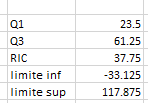 Q1 23.5
Q3 61.25
RIC 37.75
limite inf -33.125
limite sup 117.875